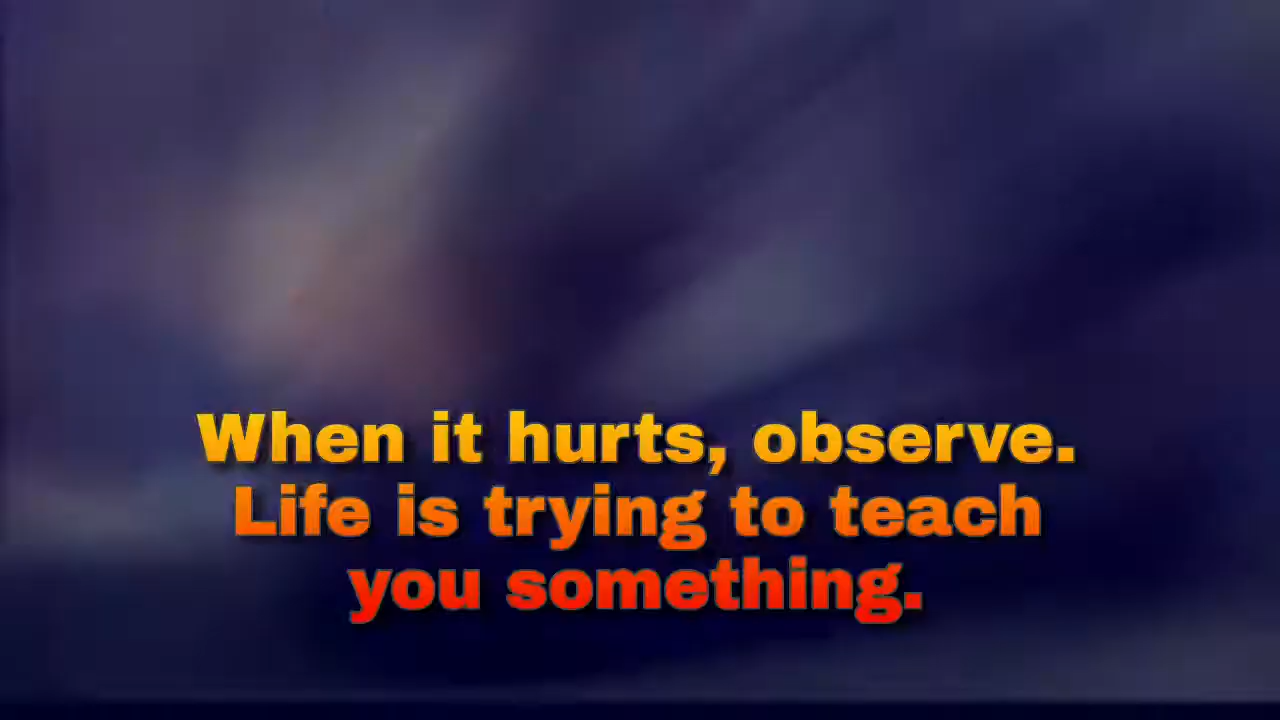 When it hurts, observe.
Life is trying to teach
you something.